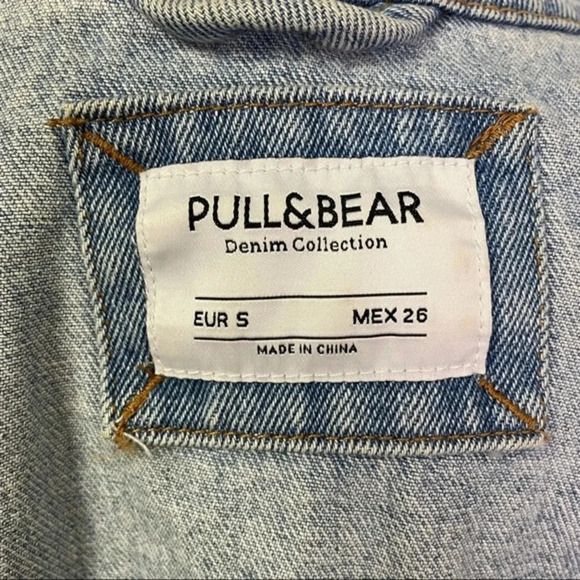 PULL&BEAR
Denim Collection
EUR S MEX 26
MADE IN CHINA